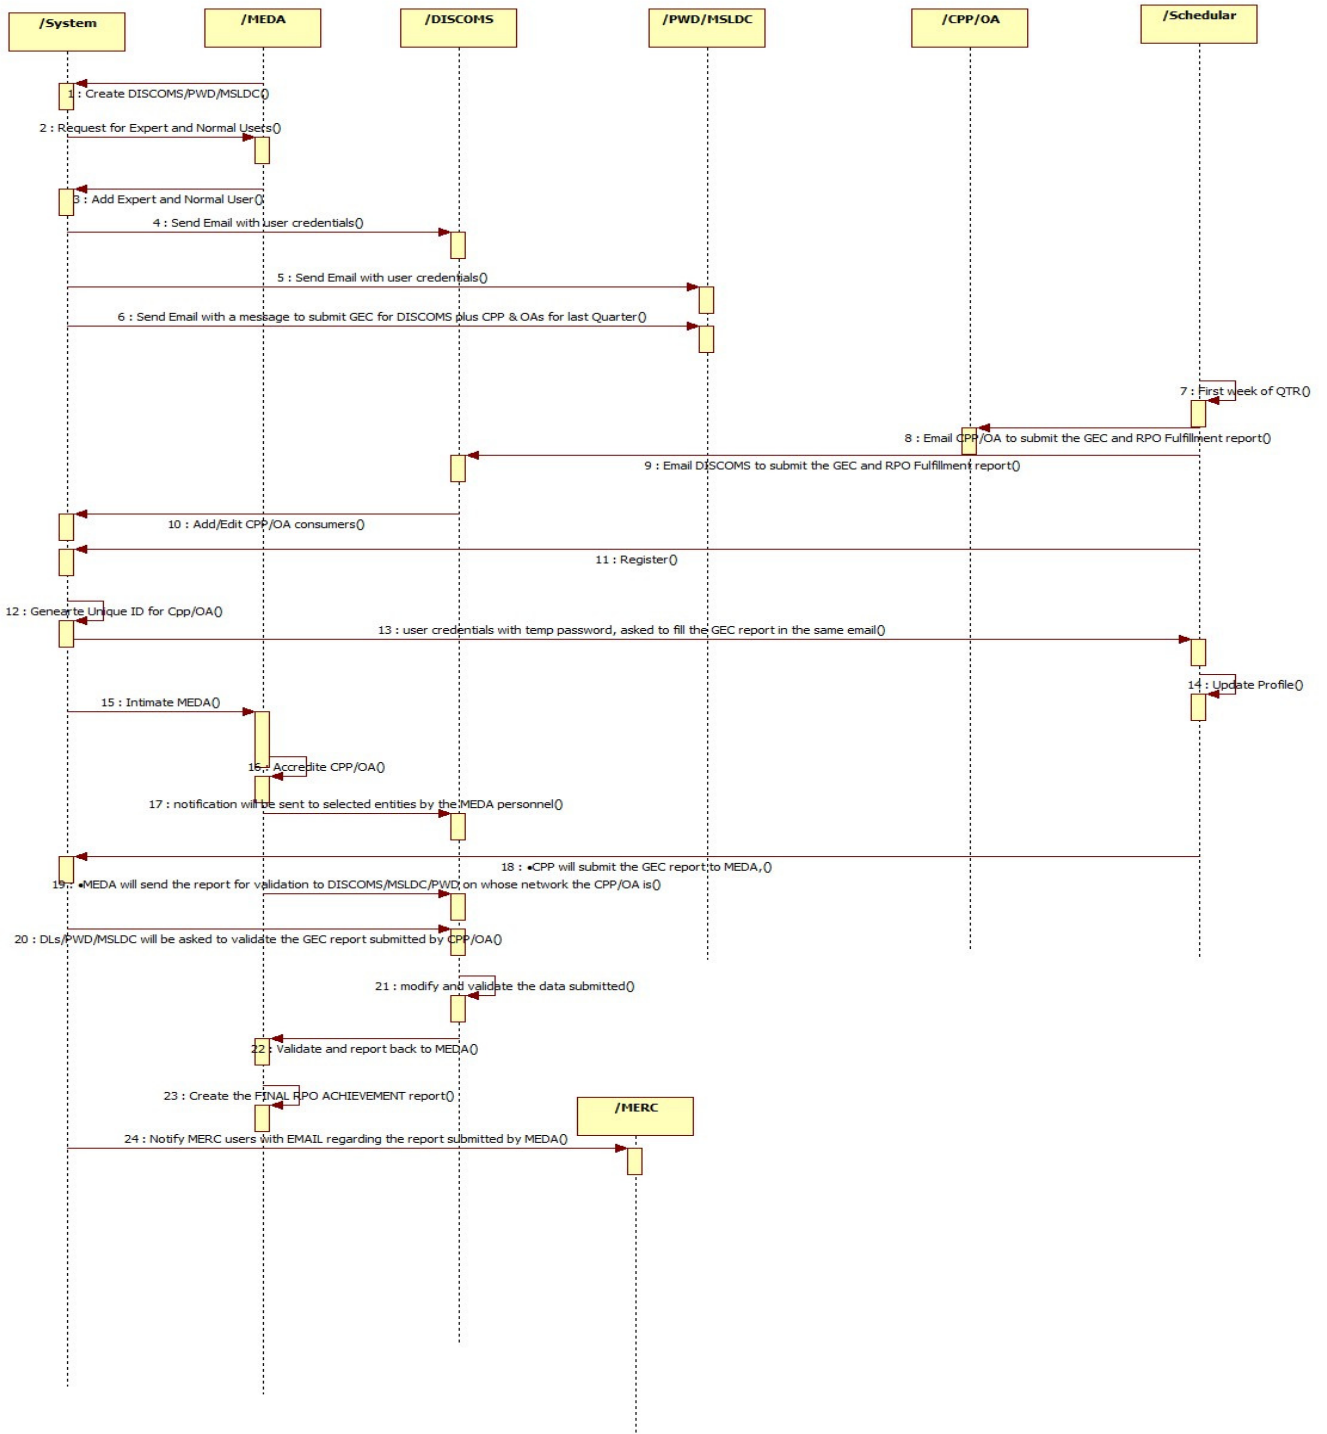 /System
/MEDA
/DISCOMS
/PWD/MSLDC
/CPP/OA
/Schedular
1 : Create DISCOMS/PWD/MSLDC()
2 : Request for Expert and Normal Users()
3 : Add Expert and Normal User()
4 : Send Email with user credentials()
5 : Send Email with user credentials()
6 : Send Email with a message to submit GEC for DISCOMS plus CPP & OAs for last Quarter()
7 : First week of QTR()
8 : Email CPP/OA to submit the GEC and RPO Fulfillment report()
9 : Email DISCOMS to submit the GEC and RPO Fulfillment report()
10 : Add/Edit CPP/OA consumers()
11 : Register()
12 : Genearte Unique ID for Cpp/OA()
13 : user credentials with temp password, asked to fill the GEC report in the same email()
14 : Update Profile()
15 : Intimate MEDA()
16 : Accredite CPP/OA()
17 : notification will be sent to selected entities by the MEDA personnel()
18 : •CPP will submit the GEC report to MEDA,()
19 : •MEDA will send the report for validation to DISCOMS/MSLDC/PWD on whose network the CPP/OA is()
20 : DLs/PWD/MSLDC will be asked to validate the GEC report submitted by CPP/OA()
21 : modify and validate the data submitted()
22 : Validate and report back to MEDA()
23 : Create the FINAL RPO ACHIEVEMENT report()
/MERC
24 : Notify MERC users with EMAIL regarding the report submitted by MEDA()